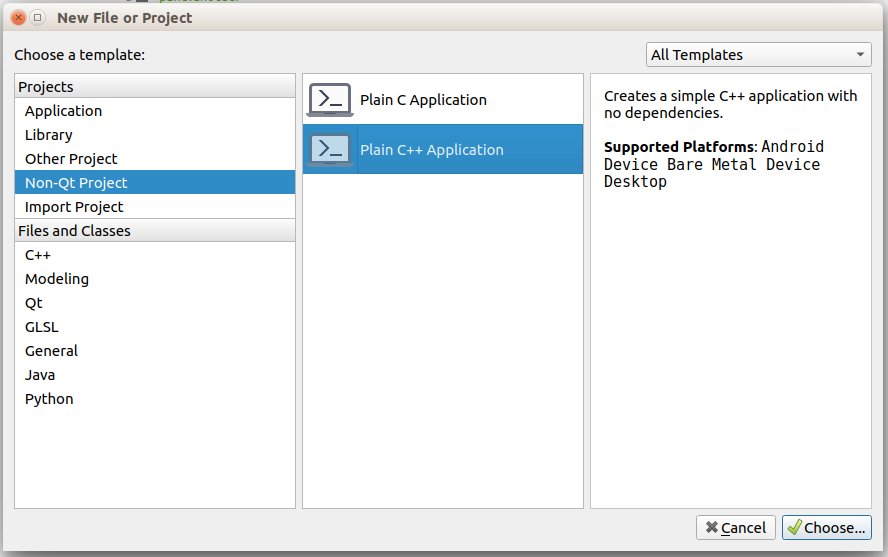 New File or Project
Choose a template:
All Templates
Projects
Application
Library
Other Project
Non-Qt Project
Import Project
Files and Classes
C++
Modeling
Qt
GLSL
General
Java
Python
Plain C Application
Plain C++ Application
Creates a simple C++ application with
no dependencies.
Supported Platforms: Android
Device Bare Metal Device
Desktop
Cancel
Choose...